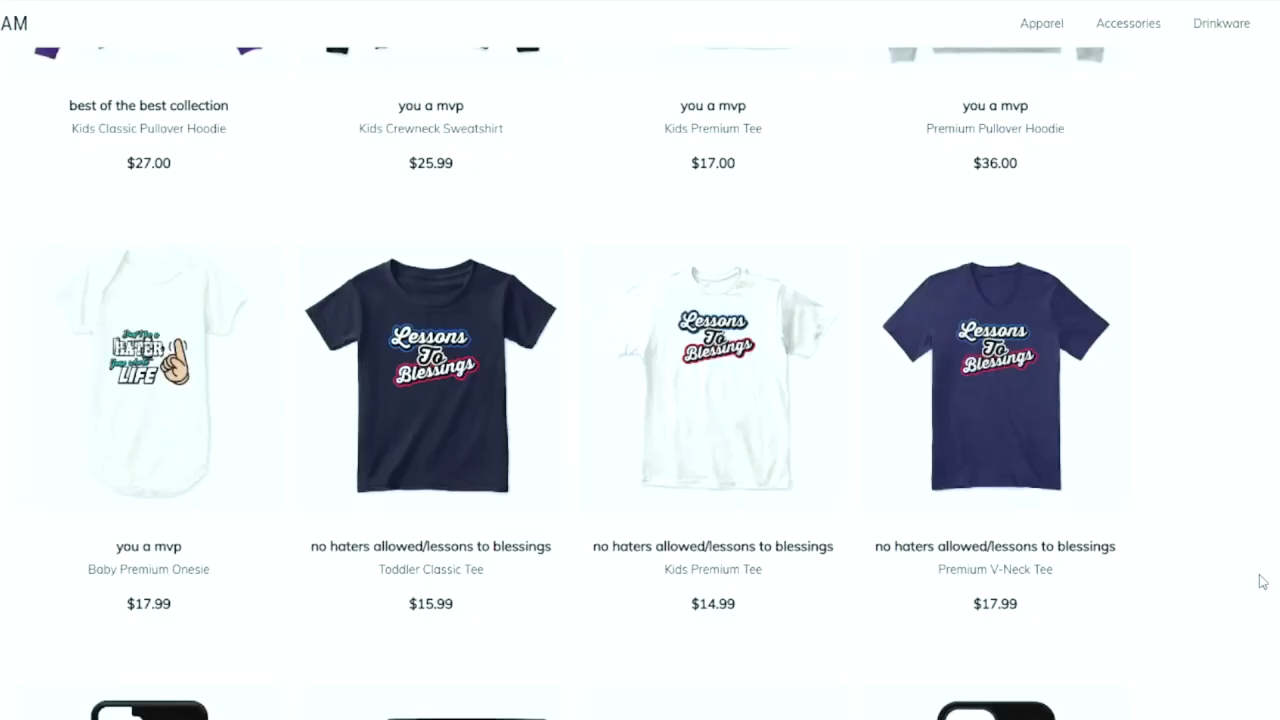 AM
Apparel
Accessories
Drinkware
best of the best collection
Kids Classic Pullover Hoodie
$27.00
you a mvp
Kids Crewneck Sweatshirt
$25.99
you a mvp
Kids Premium Tee
$17.00
you a mvp
Premium Pullover Hoodie
$36.00
HATER
LIFE
Lessons
To
Blessings
Lessons
To
Blessings
Lessons
To
Blessings
you a mvp
Baby Premium Onesie
$17.99
no haters allowed/lessons to blessings
Toddler Classic Tee
$15.99
no haters allowed/lessons to blessings
Kids Premium Tee
$14.99
no haters allowed/lessons to blessings
Premium V-Neck Tee
$17.99